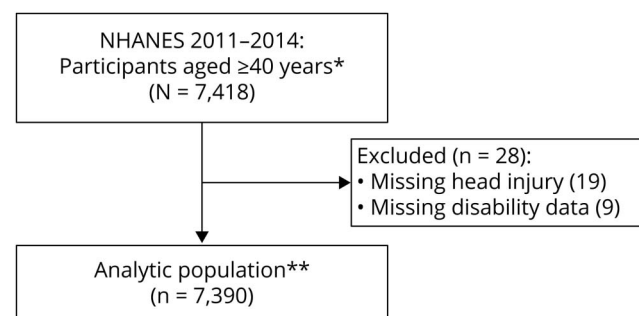 NHANES 2011–2014:
Participants aged ≥40 years*
(N = 7,418)
Excluded (n = 28):
• Missing head injury (19)
• Missing disability data (9)
Analytic population**
(n = 7,390)